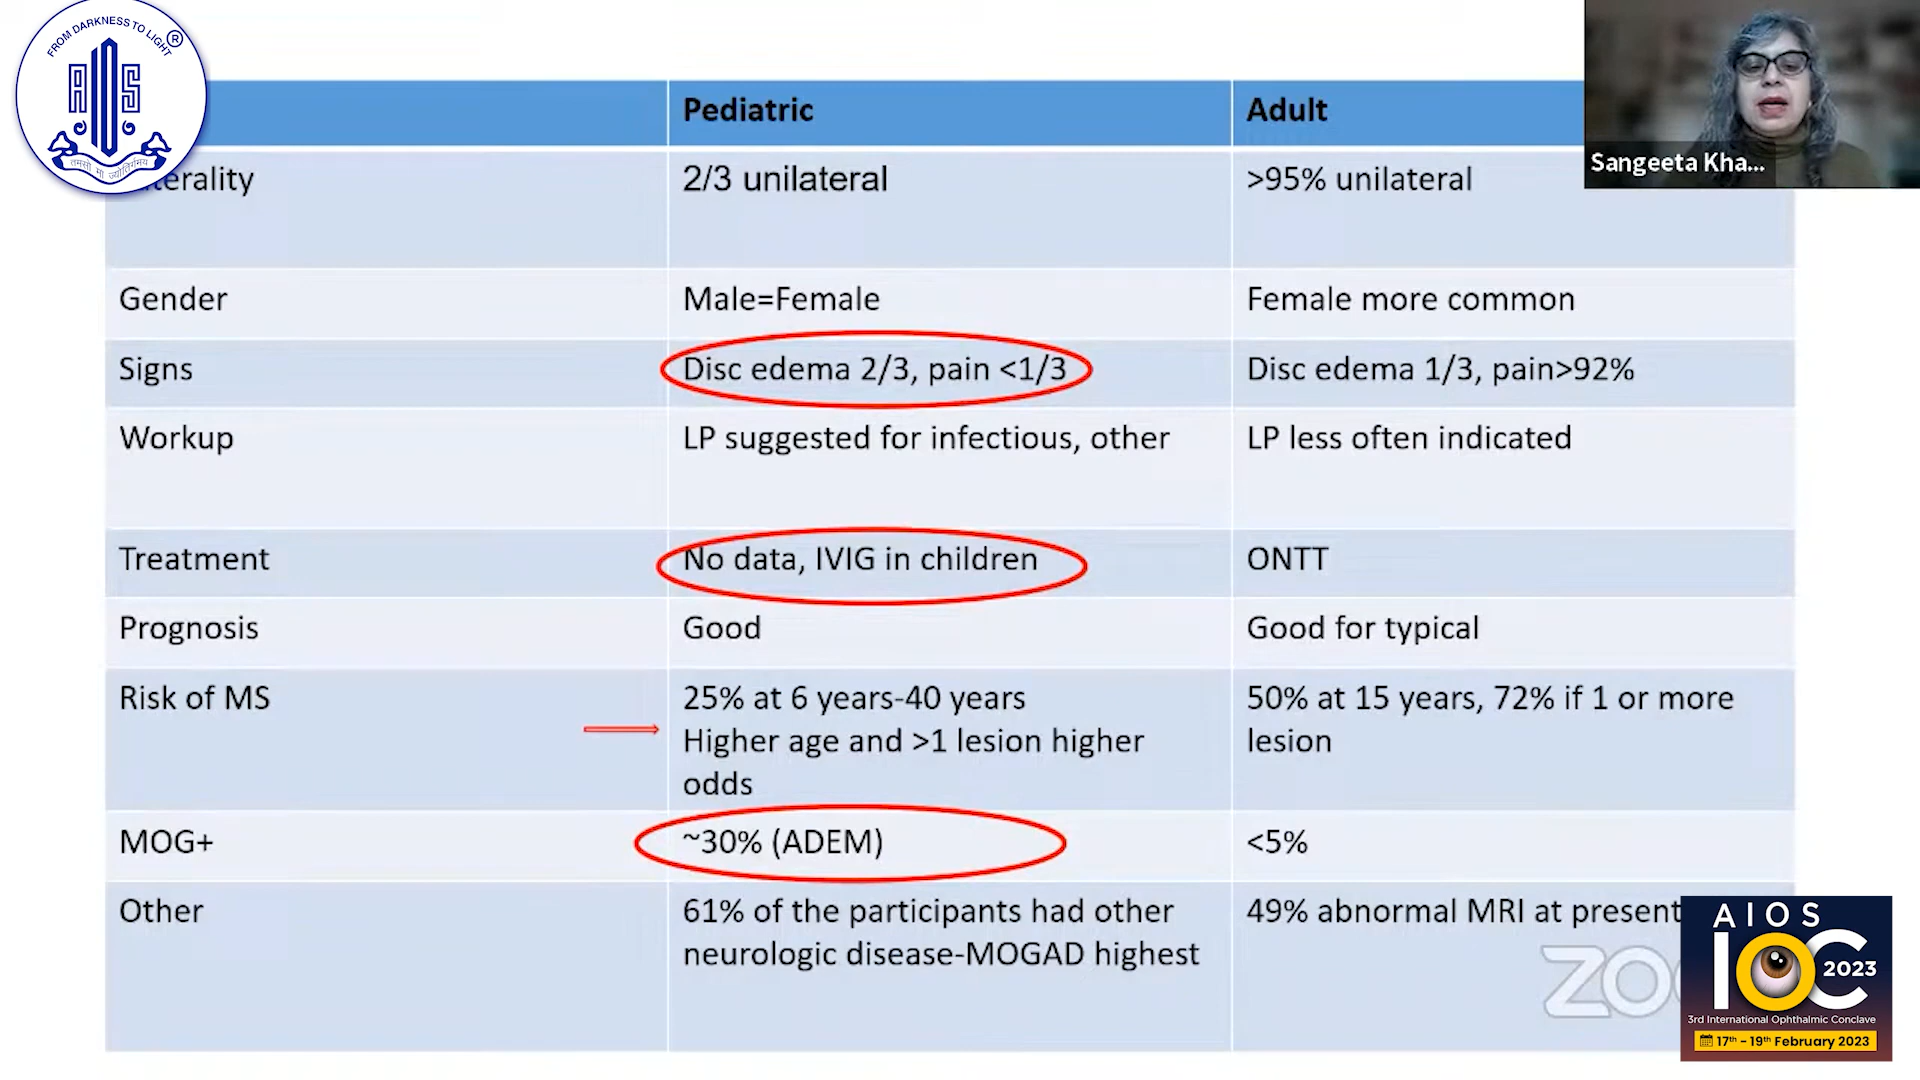 FROM DARKNESS TO LIGHT
®
AIOS
तमसो मा ज्योतिर्गमय
Pediatric
Adult
Sangeeta Kha...
terality
2/3 unilateral
>95% unilateral
Gender
Male=Female
Female more common
Signs
Disc edema 2/3, pain <1/3
Disc edema 1/3, pain>92%
Workup
LP suggested for infectious, other
LP less often indicated
Treatment
No data, IVIG in children
ONTT
Prognosis
Good
Good for typical
Risk of MS
25% at 6 years-40 years
Higher age and >1 lesion higher
odds
50% at 15 years, 72% if 1 or more
lesion
MOG+
~30% (ADEM)
<5%
Other
61% of the participants had other
neurologic disease-MOGAD highest
49% abnormal MRI at present
ZO
AIOS
IOC
2023
3rd International Ophthalmic Conclave
17th - 19th February 2023